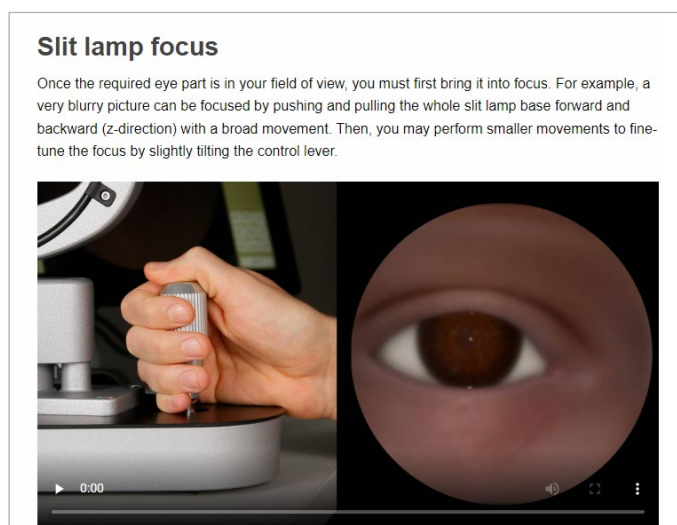 Slit lamp focus
Once the required eye part is in your field of view, you must first bring it into focus. For example, a
very blurry picture can be focused by pushing and pulling the whole slit lamp base forward and
backward (z-direction) with a broad movement. Then, you may perform smaller movements to fine-
tune the focus by slightly tilting the control lever.
0:00